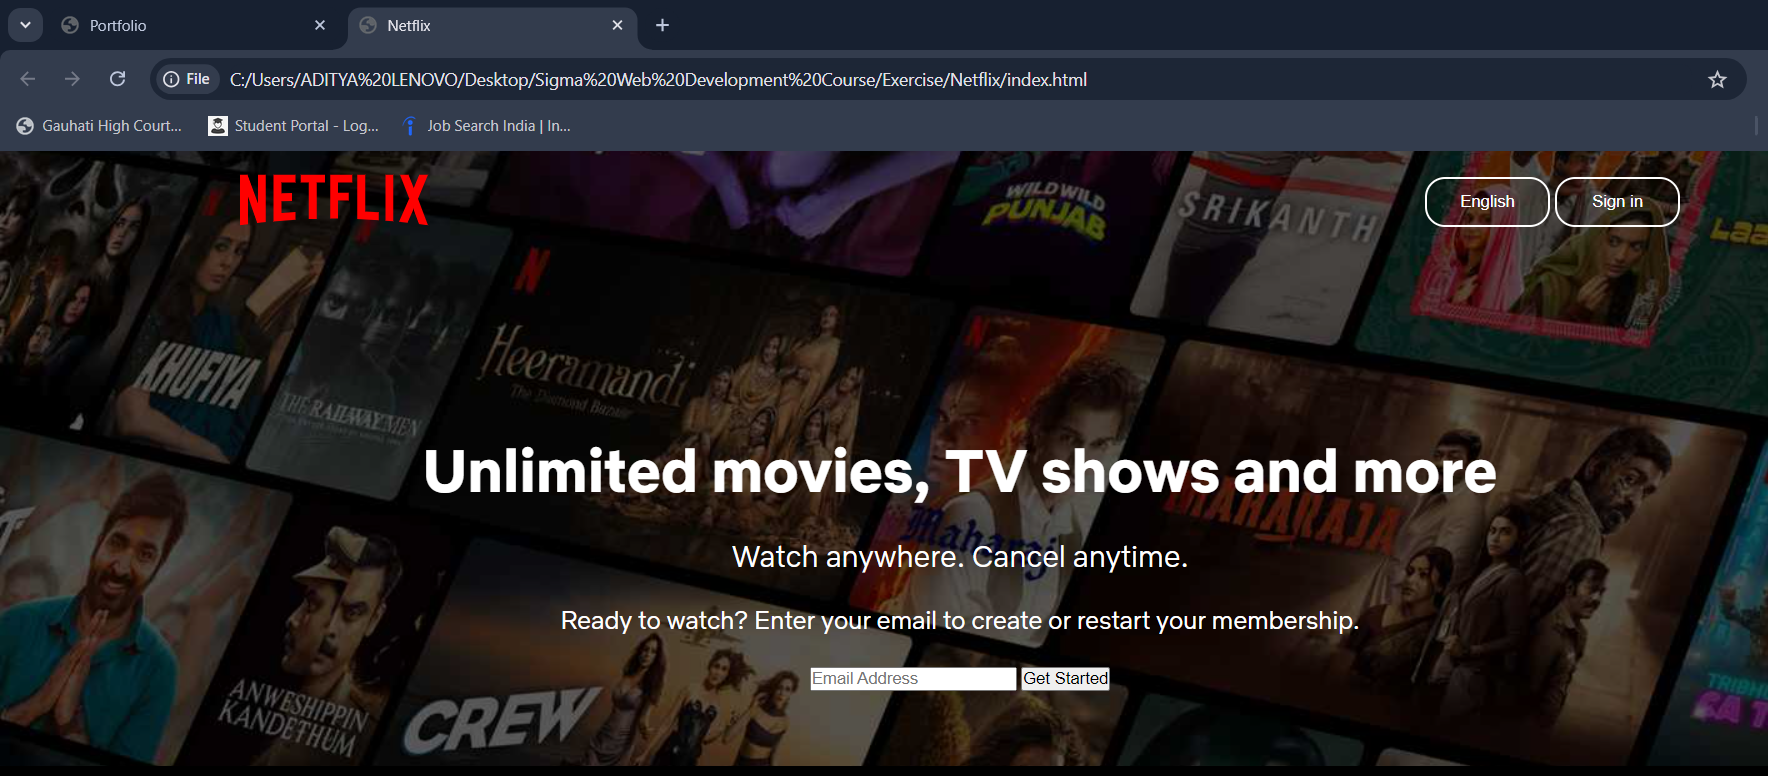 Portfolio
Netflix
File
C:/Users/ADITYA%20LENOVO/Desktop/Sigma%20Web%20Development%20Course/Exercise/Netflix/index.html
Gauhati High Court...
Student Portal - Log...
Job Search India | In...
NETFLIX
English
Sign in
WILD WILD
PUNJAB
SRIKANTH
N
KHUFIYA
THE RAILWAY MEN
Heeramandi
The Diamond Bazaar
Unlimited movies, TV shows and more
MAHARAJA
Maharaj
Watch anywhere. Cancel anytime.
Ready to watch? Enter your email to create or restart your membership.
Email Address
Get Started
ANWESHIPPIN
KANDETHUM
CREW